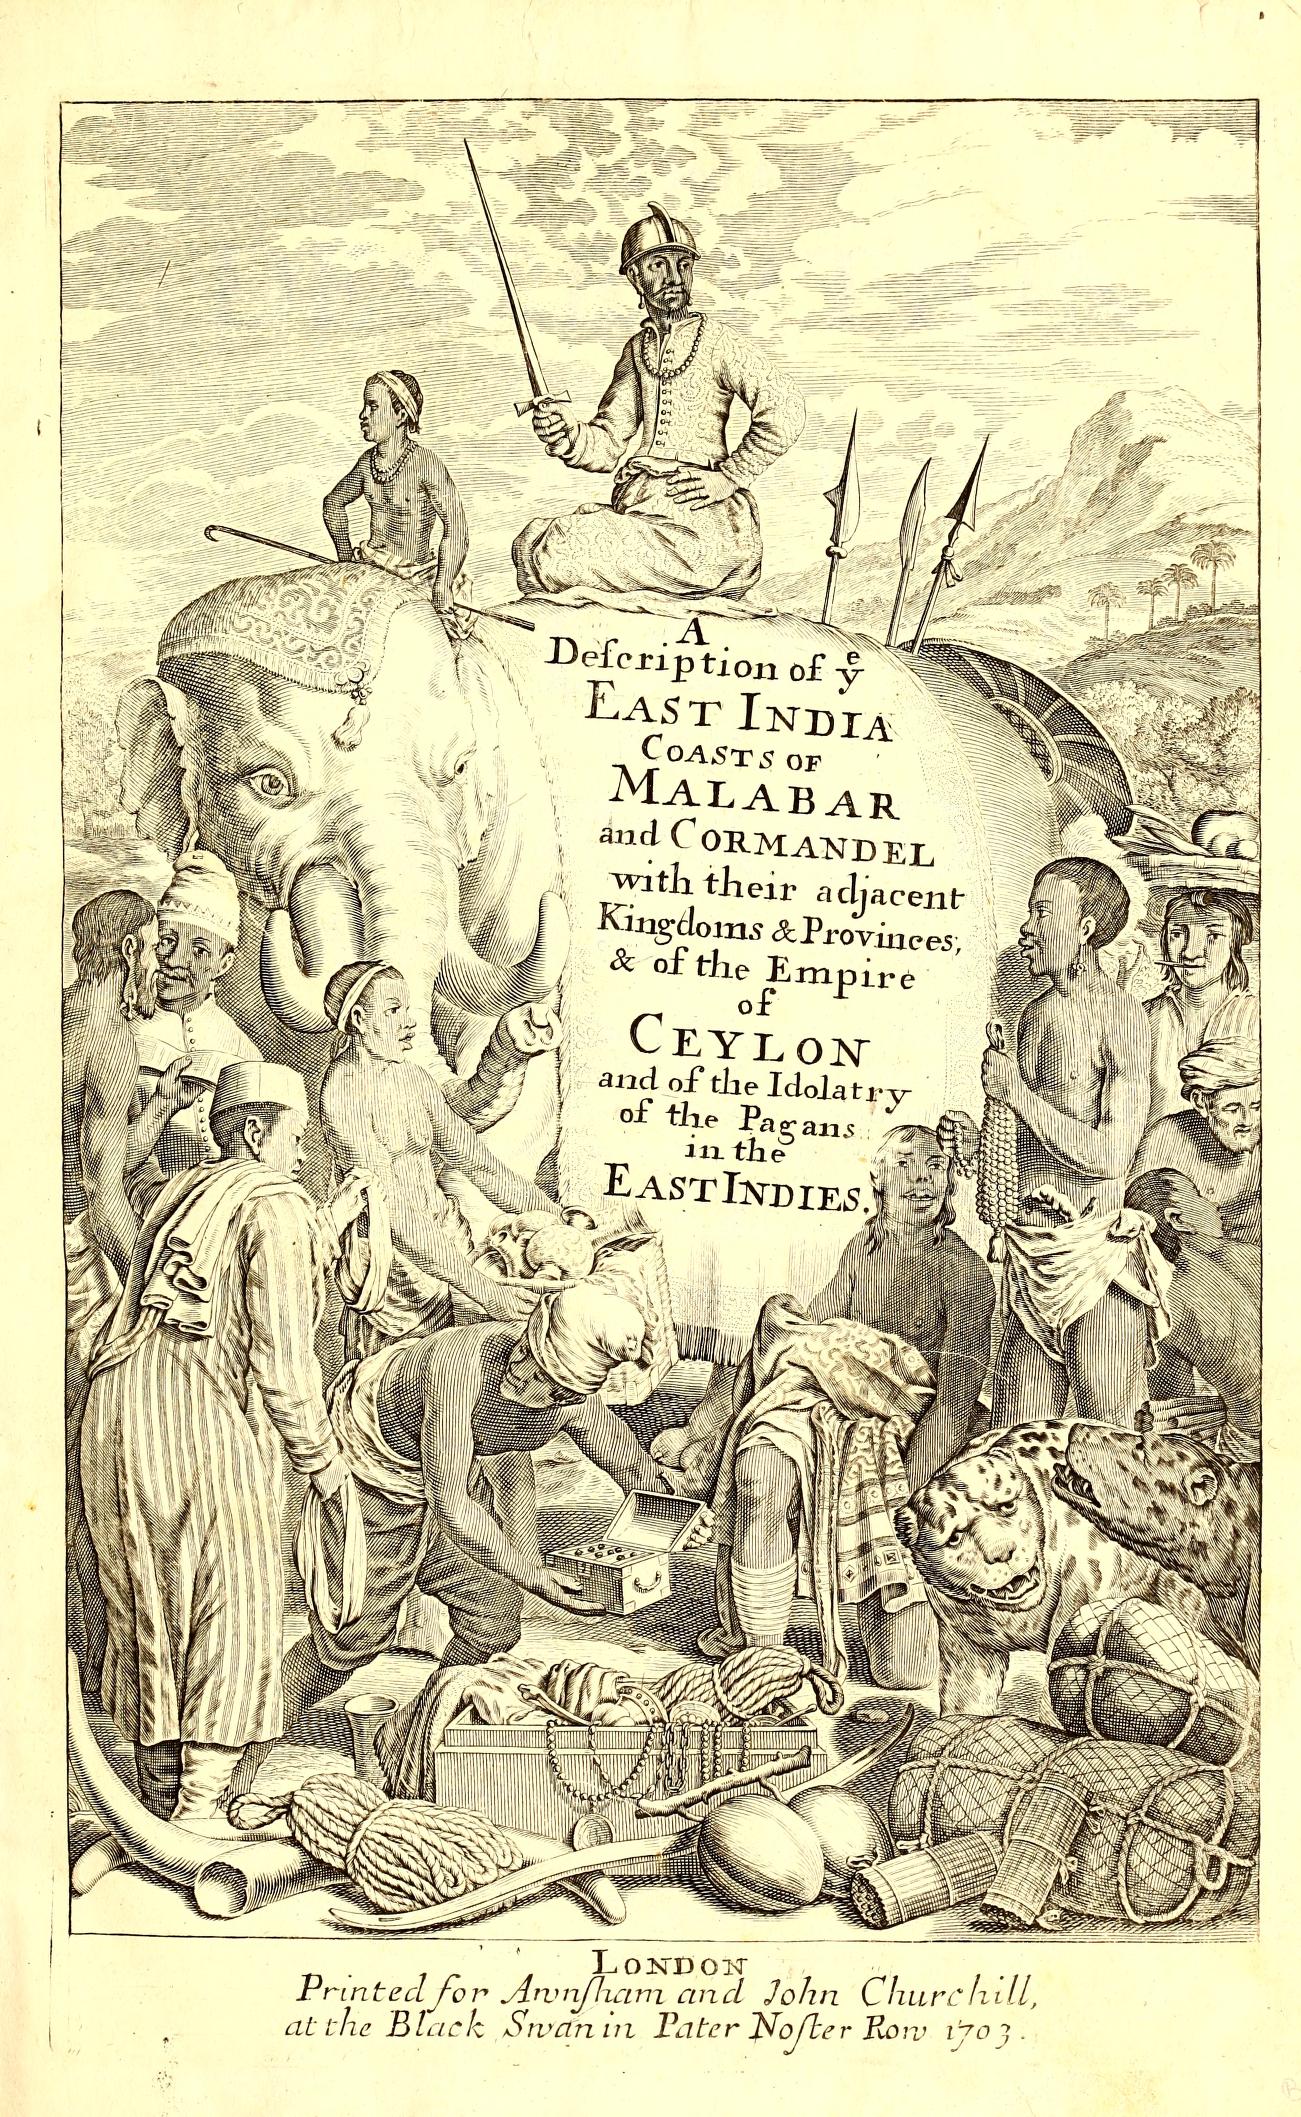 A
Deſcription of yͤ
EAST INDIA
COASTS OF
MALABAR
and CORMANDEL
with their adjacent
Kingdoms & Provinces,
& of the Empire
of
CEYLON
and of the Idolatry
of the Pagans
in the
EAST INDIES.
LONDON
Printed for Awnſham and John Churchill,
at the Black Swan in Pater Noſter Row 1703.